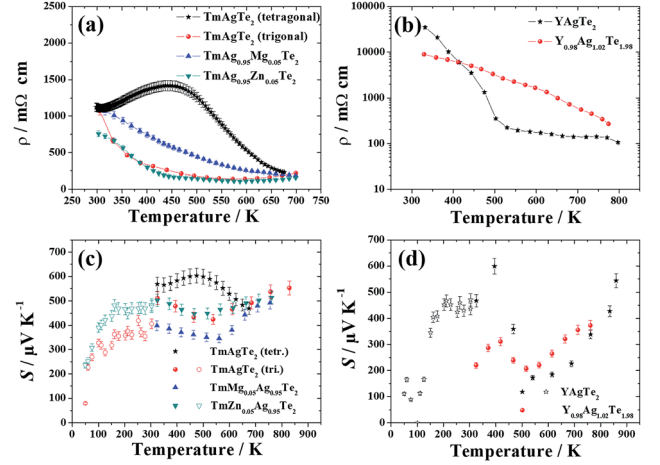 (a)
TmAgTe2 (tetragonal)
TmAgTe2 (trigonal)
TmAg0.95Mg0.05Te2
TmAg0.95Zn0.05Te2
2500
2000
1500
1000
500
0
ρ / mΩ cm
250 300 350 400 450 500 550 600 650 700 750
Temperature / K
(b)
YAgTe2
Y0.98Ag1.02Te1.98
100000
10000
1000
100
10
ρ / mΩ cm
200 300 400 500 600 700 800 900
Temperature / K
(c)
700
600
500
400
300
200
100
0
S / μV K⁻¹
TmAgTe2 (tetr.)
TmAgTe2 (tri.)
TmMg0.05Ag0.95Te2
TmZn0.05Ag0.95Te2
0 100 200 300 400 500 600 700 800 900
Temperature / K
(d)
700
600
500
400
300
200
100
0
S / μV K⁻¹
YAgTe2
Y0.98Ag1.02Te1.98
0 100 200 300 400 500 600 700 800 900
Temperature / K